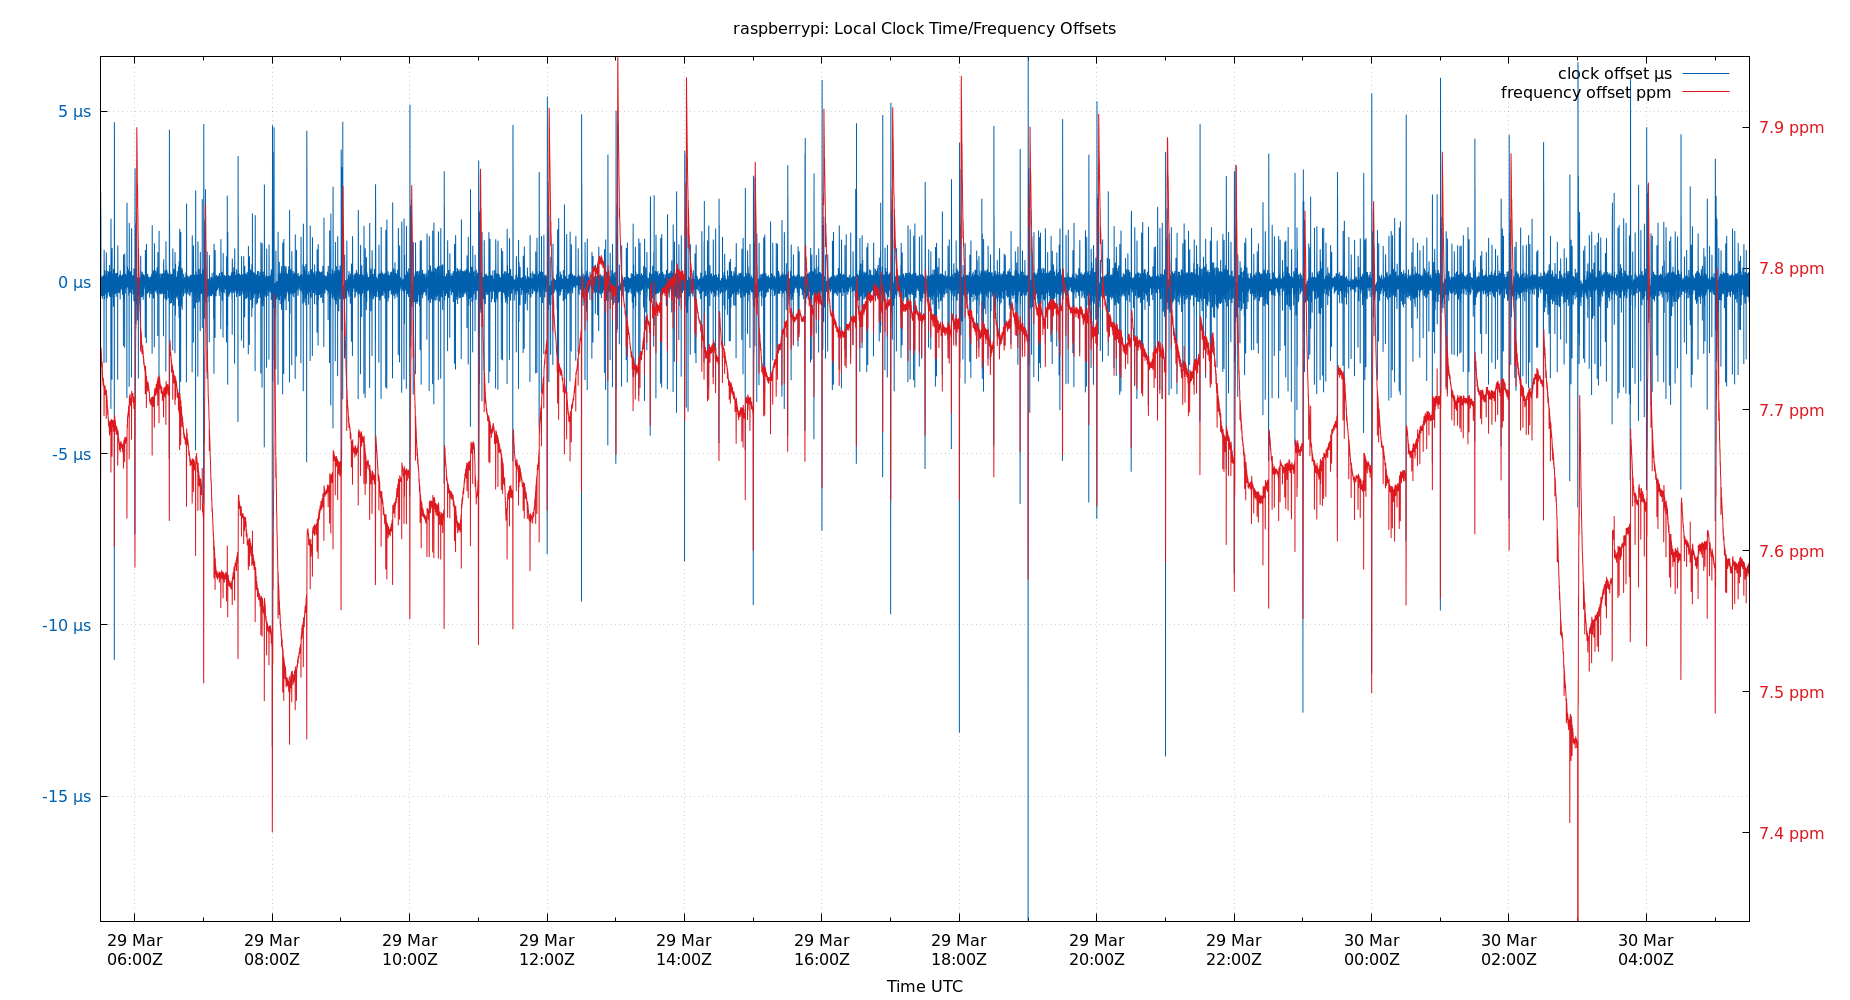 raspberrypi: Local Clock Time/Frequency Offsets
clock offset µs
frequency offset ppm
5 µs
0 µs
-5 µs
-10 µs
-15 µs
7.9 ppm
7.8 ppm
7.7 ppm
7.6 ppm
7.5 ppm
7.4 ppm
29 Mar 29 Mar 29 Mar 29 Mar 29 Mar 29 Mar 29 Mar 29 Mar 29 Mar 30 Mar 30 Mar 30 Mar
06:00Z 08:00Z 10:00Z 12:00Z 14:00Z 16:00Z 18:00Z 20:00Z 22:00Z 00:00Z 02:00Z 04:00Z
Time UTC